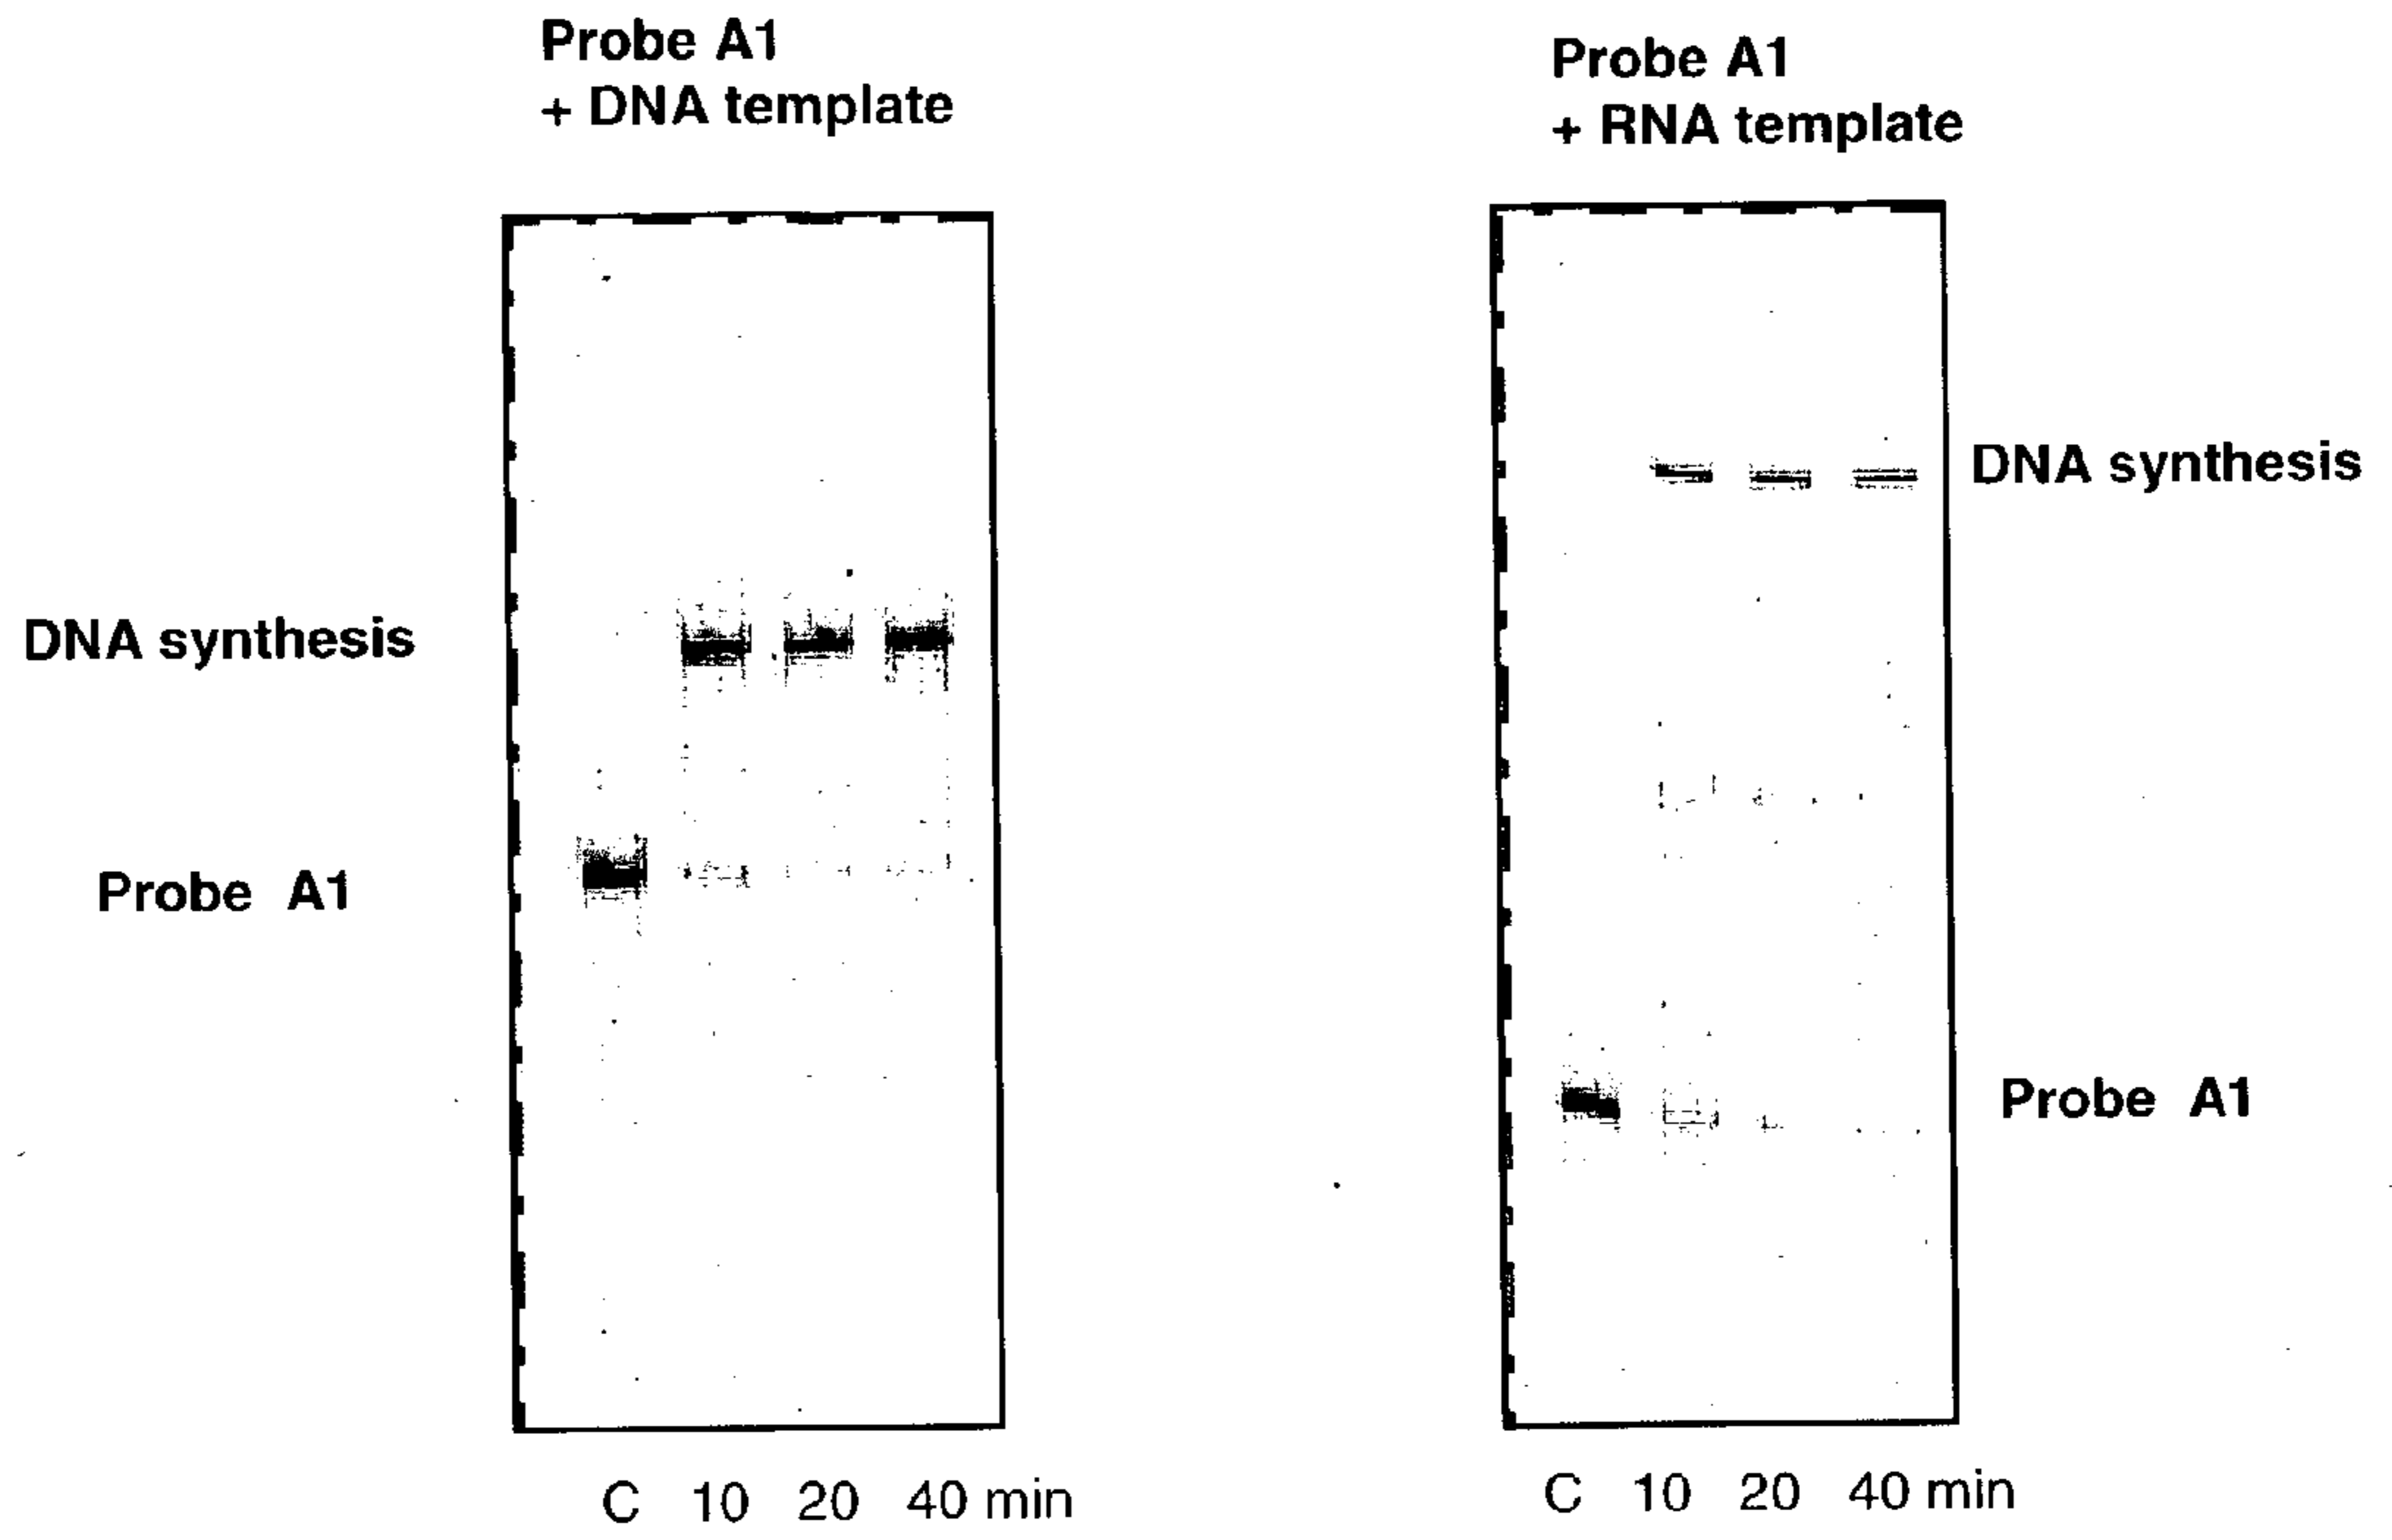 Probe A1
+ DNA template
DNA synthesis
Probe A1
C 10 20 40 min
Probe A1
+ RNA template
DNA synthesis
Probe A1
C 10 20 40 min